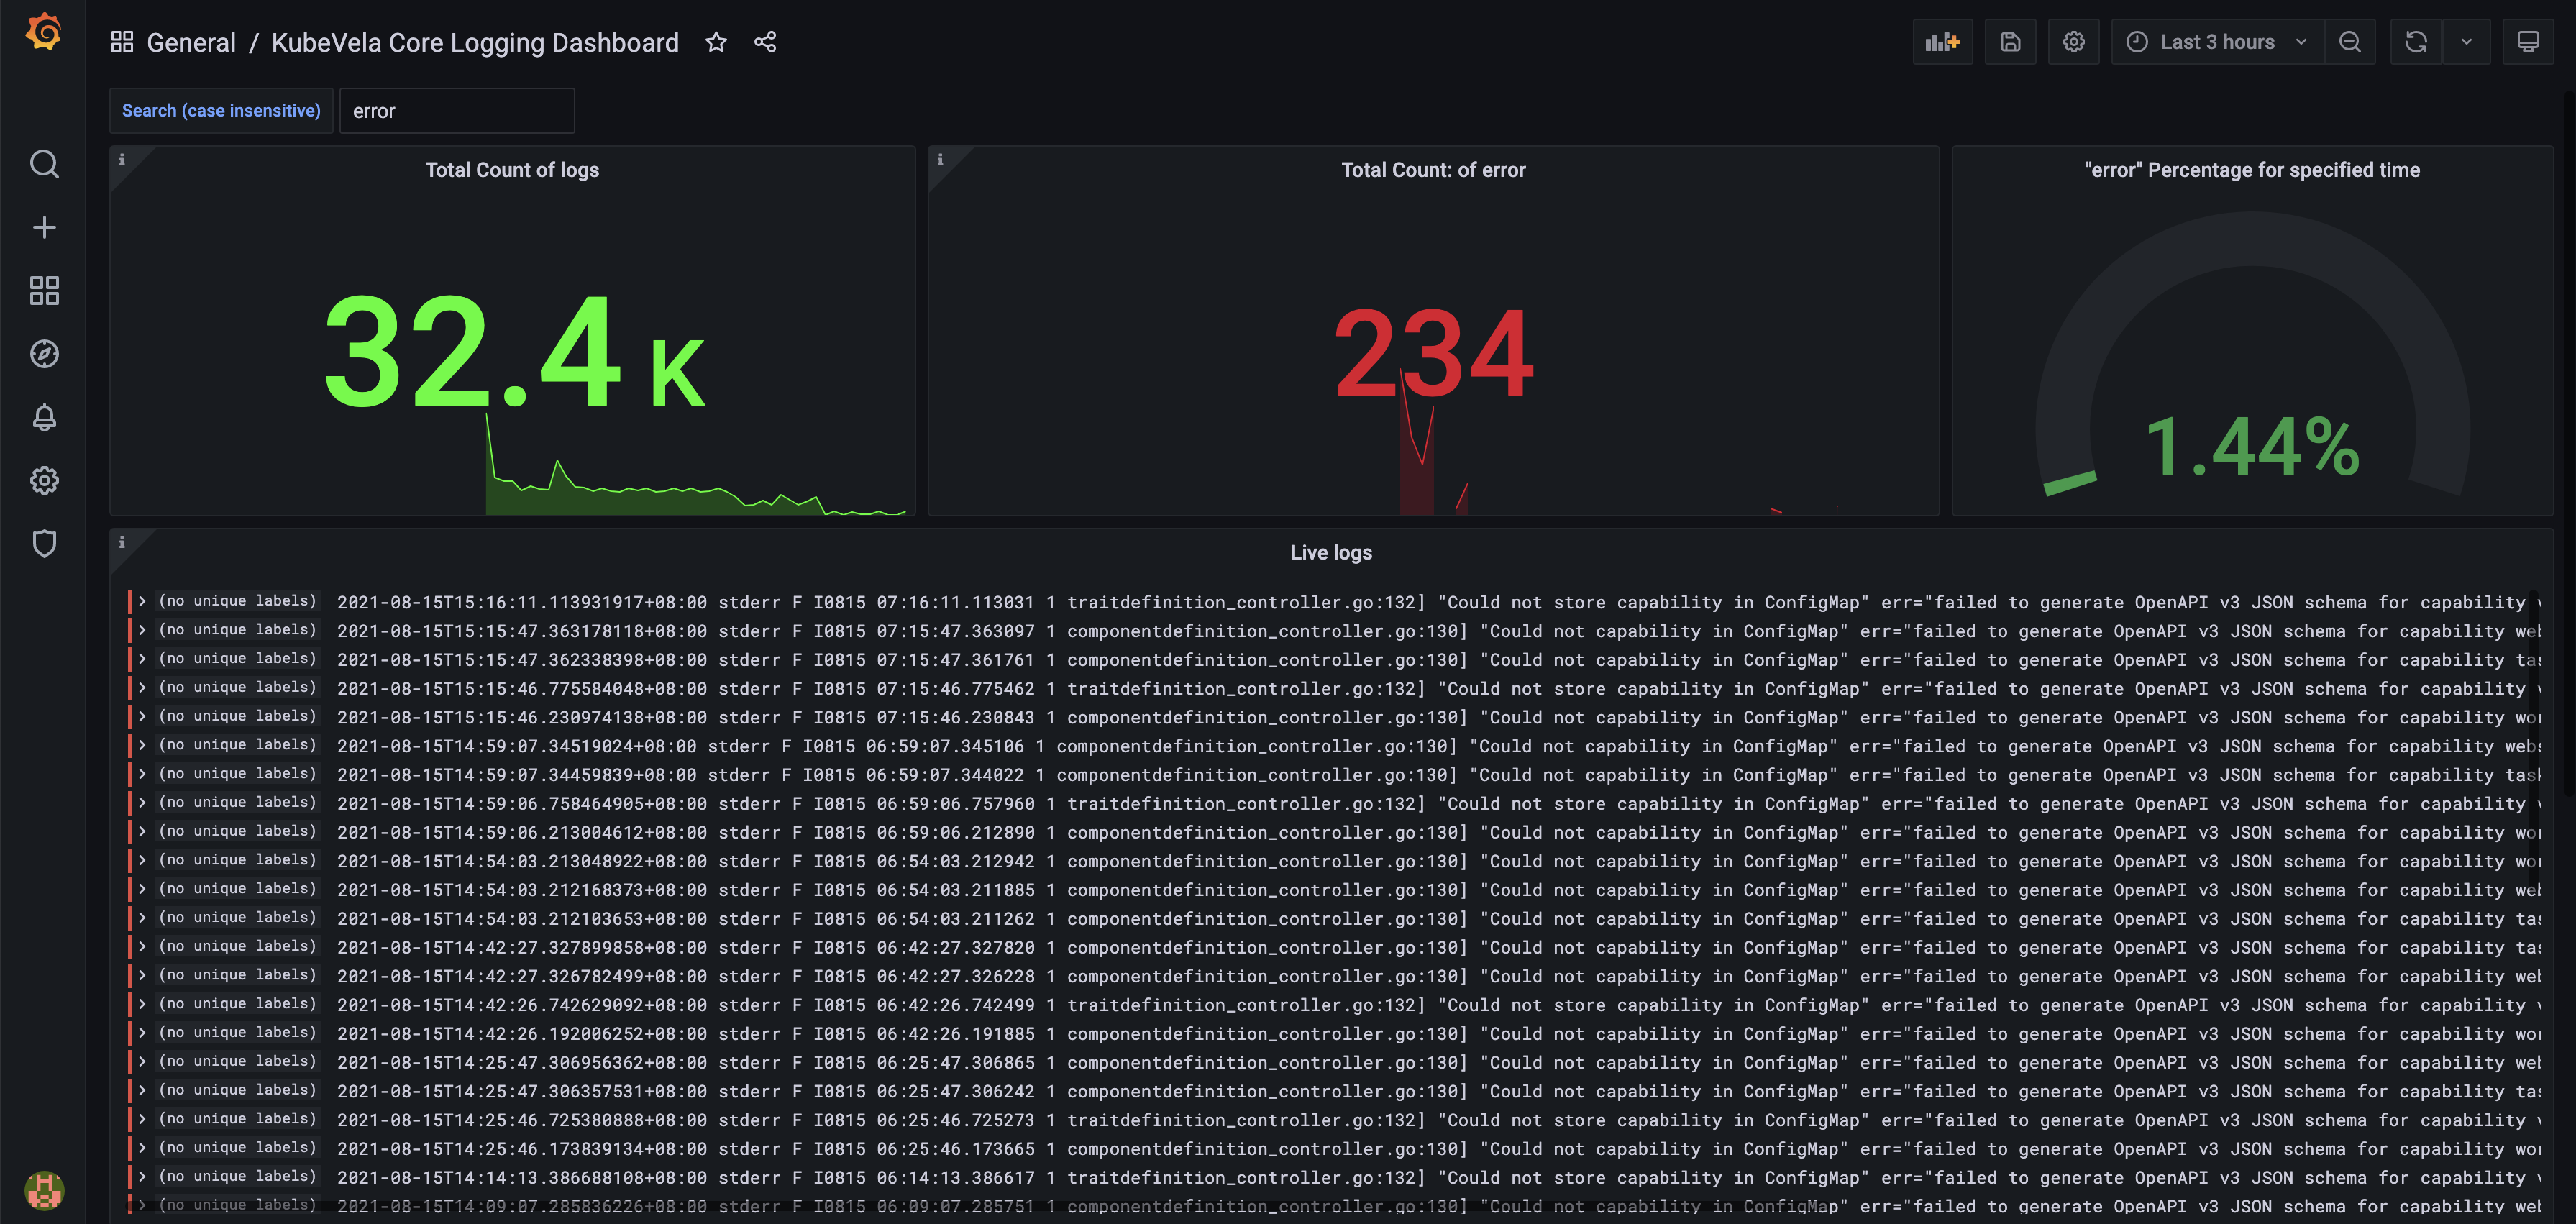 General / KubeVela Core Logging Dashboard
Last 3 hours
Search (case insensitive) error
Total Count of logs
32.4 K
Total Count: of error
234
"error" Percentage for specified time
1.44%
Live logs
(no unique labels) 2021-08-15T15:16:11.113931917+08:00 stderr F I0815 07:16:11.113031 1 traitdefinition_controller.go:132] "Could not store capability in ConfigMap" err="failed to generate OpenAPI v3 JSON schema for capability
(no unique labels) 2021-08-15T15:15:47.363178118+08:00 stderr F I0815 07:15:47.363097 1 componentdefinition_controller.go:130] "Could not capability in ConfigMap" err="failed to generate OpenAPI v3 JSON schema for capability web
(no unique labels) 2021-08-15T15:15:47.362338398+08:00 stderr F I0815 07:15:47.361761 1 componentdefinition_controller.go:130] "Could not capability in ConfigMap" err="failed to generate OpenAPI v3 JSON schema for capability tas
(no unique labels) 2021-08-15T15:15:46.775584048+08:00 stderr F I0815 07:15:46.775462 1 traitdefinition_controller.go:132] "Could not store capability in ConfigMap" err="failed to generate OpenAPI v3 JSON schema for capability
(no unique labels) 2021-08-15T15:15:46.230974138+08:00 stderr F I0815 07:15:46.230843 1 componentdefinition_controller.go:130] "Could not capability in ConfigMap" err="failed to generate OpenAPI v3 JSON schema for capability wor
(no unique labels) 2021-08-15T14:59:07.34519024+08:00 stderr F I0815 06:59:07.345106 1 componentdefinition_controller.go:130] "Could not capability in ConfigMap" err="failed to generate OpenAPI v3 JSON schema for capability webs
(no unique labels) 2021-08-15T14:59:07.34459839+08:00 stderr F I0815 06:59:07.344022 1 componentdefinition_controller.go:130] "Could not capability in ConfigMap" err="failed to generate OpenAPI v3 JSON schema for capability task
(no unique labels) 2021-08-15T14:59:06.758464905+08:00 stderr F I0815 06:59:06.757960 1 traitdefinition_controller.go:132] "Could not store capability in ConfigMap" err="failed to generate OpenAPI v3 JSON schema for capability
(no unique labels) 2021-08-15T14:59:06.213004612+08:00 stderr F I0815 06:59:06.212890 1 componentdefinition_controller.go:130] "Could not capability in ConfigMap" err="failed to generate OpenAPI v3 JSON schema for capability wor
(no unique labels) 2021-08-15T14:54:03.213048922+08:00 stderr F I0815 06:54:03.212942 1 componentdefinition_controller.go:130] "Could not capability in ConfigMap" err="failed to generate OpenAPI v3 JSON schema for capability wor
(no unique labels) 2021-08-15T14:54:03.212168373+08:00 stderr F I0815 06:54:03.211885 1 componentdefinition_controller.go:130] "Could not capability in ConfigMap" err="failed to generate OpenAPI v3 JSON schema for capability web
(no unique labels) 2021-08-15T14:54:03.212103653+08:00 stderr F I0815 06:54:03.211262 1 componentdefinition_controller.go:130] "Could not capability in ConfigMap" err="failed to generate OpenAPI v3 JSON schema for capability tas
(no unique labels) 2021-08-15T14:42:27.327899858+08:00 stderr F I0815 06:42:27.327820 1 componentdefinition_controller.go:130] "Could not capability in ConfigMap" err="failed to generate OpenAPI v3 JSON schema for capability tas
(no unique labels) 2021-08-15T14:42:27.326782499+08:00 stderr F I0815 06:42:27.326228 1 componentdefinition_controller.go:130] "Could not capability in ConfigMap" err="failed to generate OpenAPI v3 JSON schema for capability web
(no unique labels) 2021-08-15T14:42:26.742629092+08:00 stderr F I0815 06:42:26.742499 1 traitdefinition_controller.go:132] "Could not store capability in ConfigMap" err="failed to generate OpenAPI v3 JSON schema for capability
(no unique labels) 2021-08-15T14:42:26.192006252+08:00 stderr F I0815 06:42:26.191885 1 componentdefinition_controller.go:130] "Could not capability in ConfigMap" err="failed to generate OpenAPI v3 JSON schema for capability wor
(no unique labels) 2021-08-15T14:25:47.306956362+08:00 stderr F I0815 06:25:47.306865 1 componentdefinition_controller.go:130] "Could not capability in ConfigMap" err="failed to generate OpenAPI v3 JSON schema for capability web
(no unique labels) 2021-08-15T14:25:47.306357531+08:00 stderr F I0815 06:25:47.306242 1 componentdefinition_controller.go:130] "Could not capability in ConfigMap" err="failed to generate OpenAPI v3 JSON schema for capability tas
(no unique labels) 2021-08-15T14:25:46.725380888+08:00 stderr F I0815 06:25:46.725273 1 traitdefinition_controller.go:132] "Could not store capability in ConfigMap" err="failed to generate OpenAPI v3 JSON schema for capability
(no unique labels) 2021-08-15T14:25:46.173839134+08:00 stderr F I0815 06:25:46.173665 1 componentdefinition_controller.go:130] "Could not capability in ConfigMap" err="failed to generate OpenAPI v3 JSON schema for capability wor
(no unique labels) 2021-08-15T14:14:13.386688108+08:00 stderr F I0815 06:14:13.386617 1 traitdefinition_controller.go:132] "Could not store capability in ConfigMap" err="failed to generate OpenAPI v3 JSON schema for capability
(no unique labels) 2021-08-15T14:09:07.285836226+08:00 stderr F I0815 06:09:07.285751 1 componentdefinition_controller.go:130] "Could not capability in ConfigMap" err="failed to generate OpenAPI v3 JSON schema for capability web